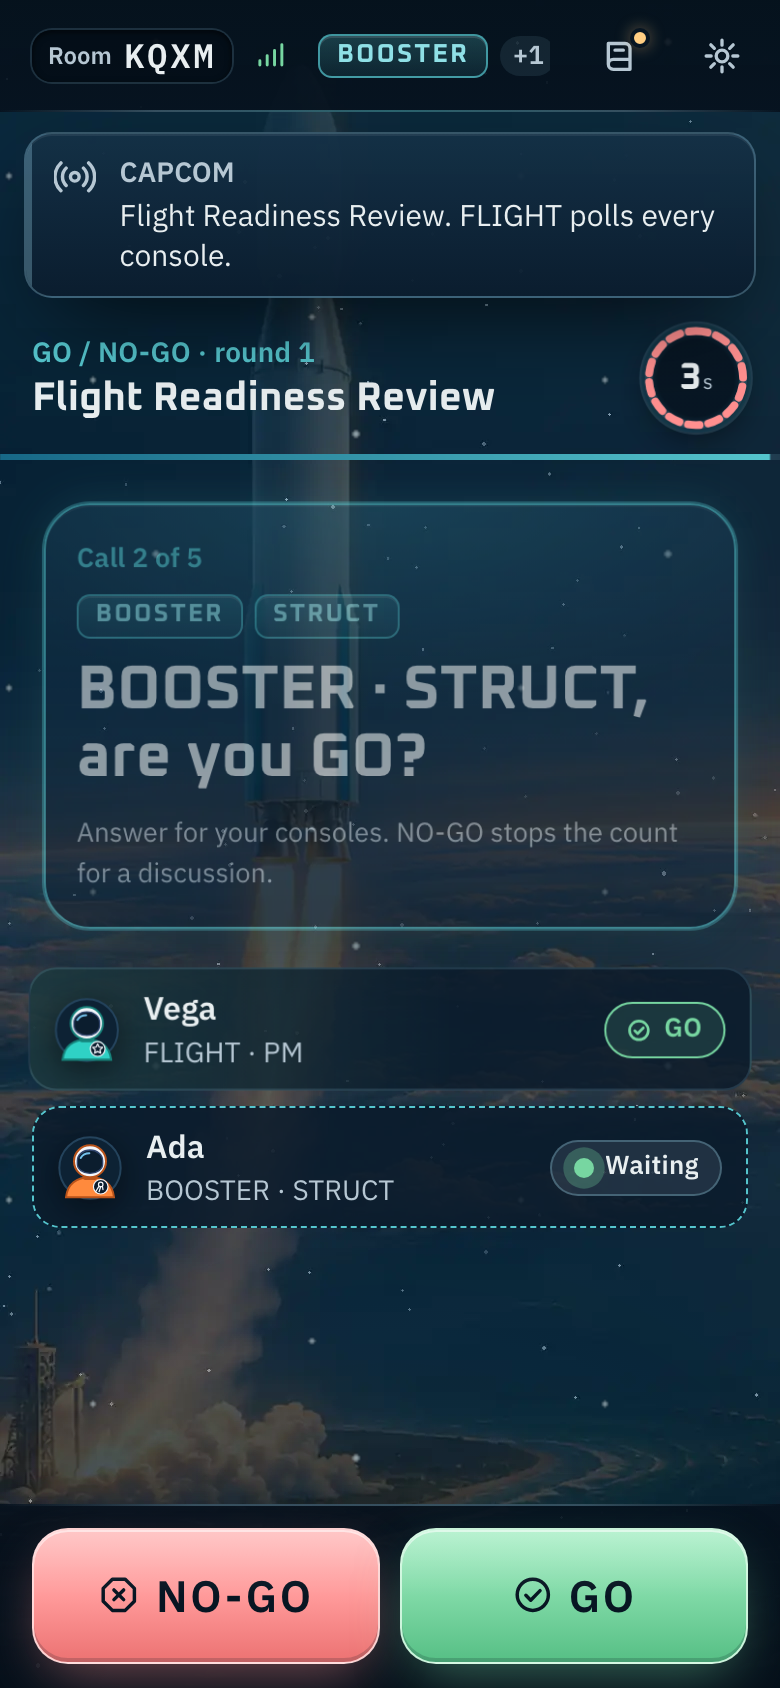 Room KQXM BOOSTER +1
CAPCOM
Flight Readiness Review. FLIGHT polls every
console.
GO / NO-GO · round 1
Flight Readiness Review
3s
Call 2 of 5
BOOSTER STRUCT
BOOSTER · STRUCT,
are you GO?
Answer for your consoles. NO-GO stops the count
for a discussion.
Vega
FLIGHT · PM
GO
Ada
BOOSTER · STRUCT
Waiting
NO-GO GO